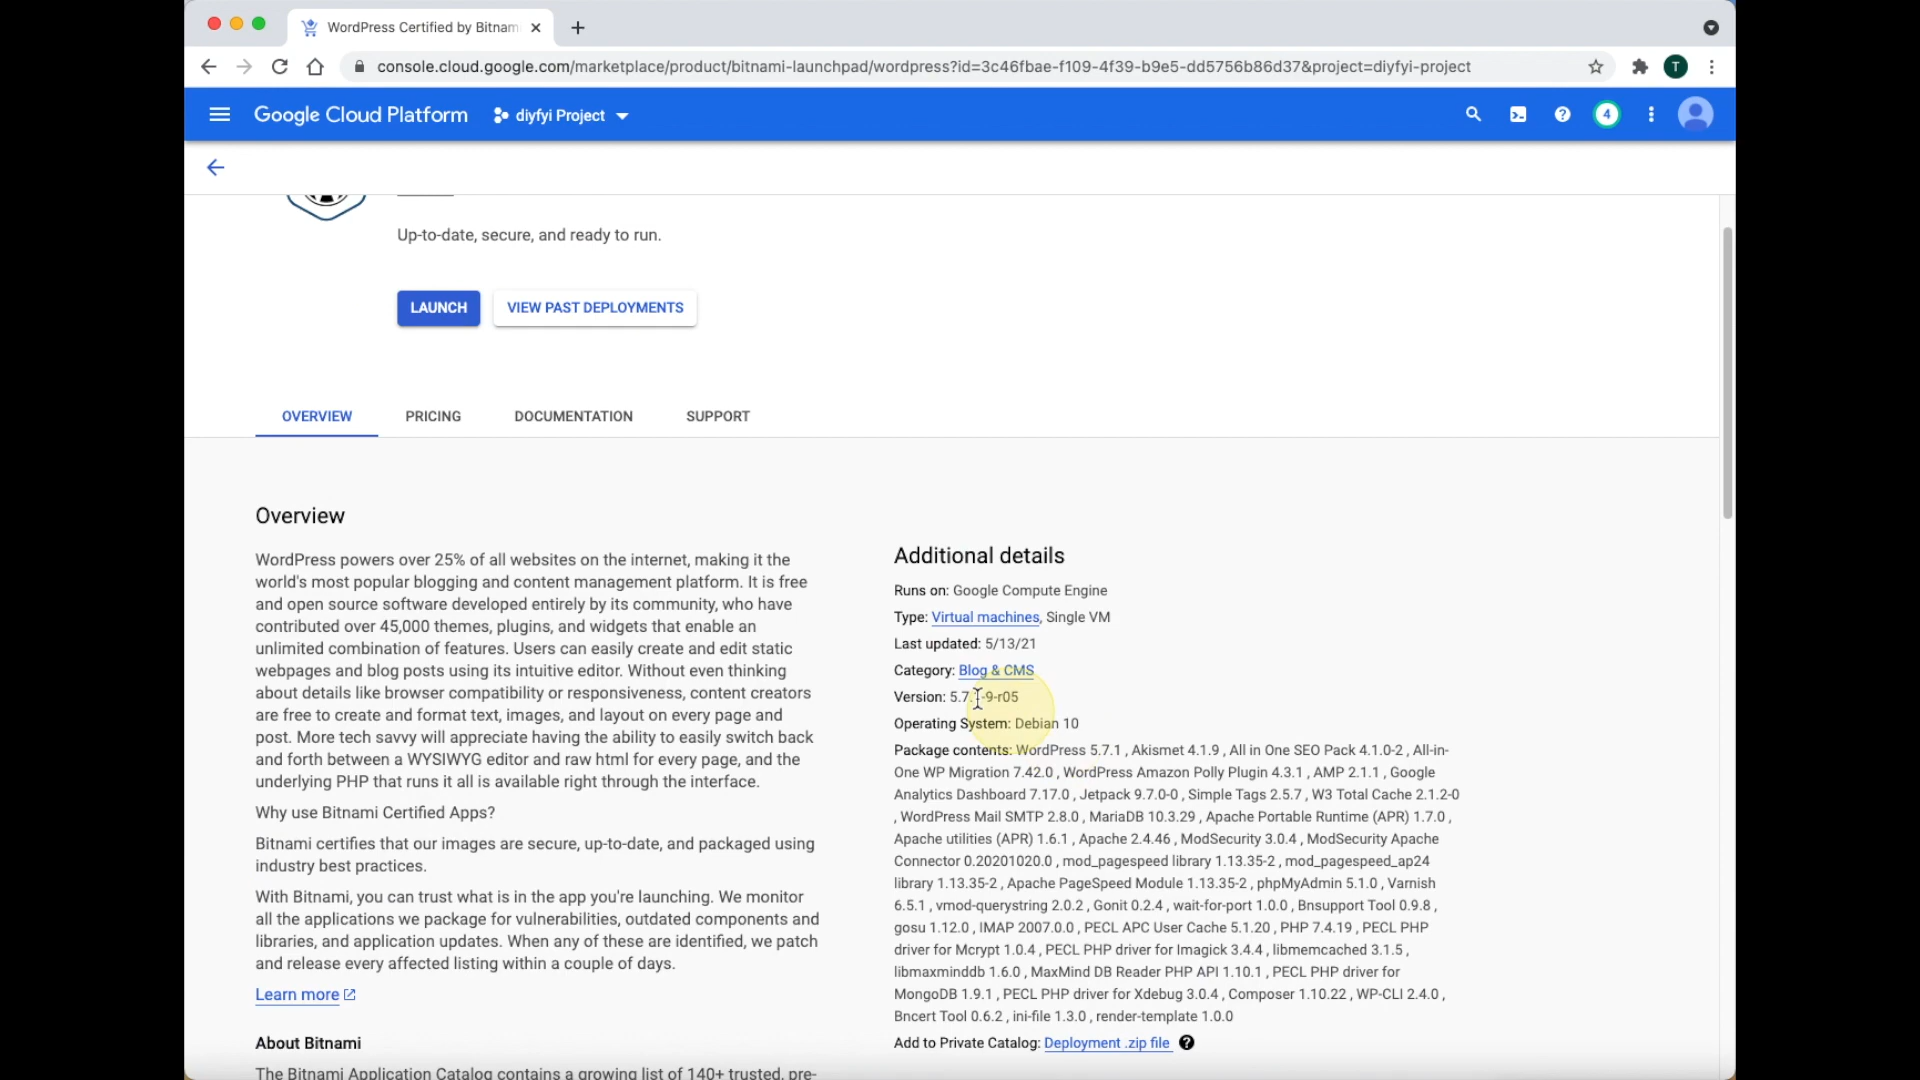 WordPress Certified by Bitnam
console.cloud.google.com/marketplace/product/bitnami-launchpad/wordpress?id=3c46fbae-f109-4f39-b9e5-dd5756b86d37&project=diyfyi-project
T
Google Cloud Platform
diyfyi Project
4
Up-to-date, secure, and ready to run.
LAUNCH
VIEW PAST DEPLOYMENTS
OVERVIEW
PRICING
DOCUMENTATION
SUPPORT
Overview
WordPress powers over 25% of all websites on the internet, making it the
world's most popular blogging and content management platform. It is free
and open source software developed entirely by its community, who have
contributed over 45,000 themes, plugins, and widgets that enable an
unlimited combination of features. Users can easily create and edit static
webpages and blog posts using its intuitive editor. Without even thinking
about details like browser compatibility or responsiveness, content creators
are free to create and format text, images, and layout on every page and
post. More tech savvy will appreciate having the ability to easily switch back
and forth between a WYSIWYG editor and raw html for every page, and the
underlying PHP that runs it all is available right through the interface.
Why use Bitnami Certified Apps?
Bitnami certifies that our images are secure, up-to-date, and packaged using
industry best practices.
With Bitnami, you can trust what is in the app you're launching. We monitor
all the applications we package for vulnerabilities, outdated components and
libraries, and application updates. When any of these are identified, we patch
and release every affected listing within a couple of days.
Learn more
About Bitnami
The Bitnami Application Catalog contains a growing list of 140+ trusted, pre-
Additional details
Runs on: Google Compute Engine
Type: Virtual machines, Single VM
Last updated: 5/13/21
Category: Blog & CMS
Version:
Operating System: Debian 10
Package contents: WordPress 5.7.1 , Akismet 4.1.9 , All in One SEO Pack 4.1.0-2 , All-in-
One WP Migration 7.42.0 , WordPress Amazon Polly Plugin 4.3.1 , AMP 2.1.1 , Google
Analytics Dashboard 7.17.0 , Jetpack 9.7.0-0 , Simple Tags 2.5.7 , W3 Total Cache 2.1.2-0
, WordPress Mail SMTP 2.8.0 , MariaDB 10.3.29 , Apache Portable Runtime (APR) 1.7.0 ,
Apache utilities (APR) 1.6.1 , Apache 2.4.46 , ModSecurity 3.0.4 , ModSecurity Apache
Connector 0.20201020.0 , mod_pagespeed library 1.13.35-2 , mod_pagespeed_ap24
library 1.13.35-2 , Apache PageSpeed Module 1.13.35-2 , phpMyAdmin 5.1.0 , Varnish
6.5.1 , vmod-querystring 2.0.2 , Gonit 0.2.4 , wait-for-port 1.0.0 , Bnsupport Tool 0.9.8 ,
gosu 1.12.0 , IMAP 2007.0.0 , PECL APC User Cache 5.1.20 , PHP 7.4.19 , PECL PHP
driver for Mcrypt 1.0.4 , PECL PHP driver for Imagick 3.4.4 , libmemcached 3.1.5 ,
libmaxminddb 1.6.0 , MaxMind DB Reader PHP API 1.10.1 , PECL PHP driver for
MongoDB 1.9.1 , PECL PHP driver for Xdebug 3.0.4 , Composer 1.10.22 , WP-CLI 2.4.0 ,
Bncert Tool 0.6.2 , ini-file 1.3.0 , render-template 1.0.0
Add to Private Catalog: Deployment .zip file